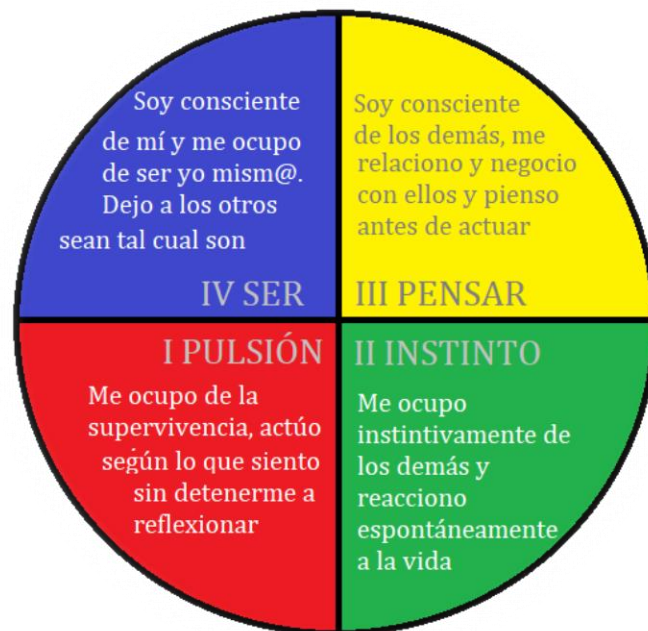 Soy consciente
de mí y me ocupo
de ser yo mism@.
Dejo a los otros
sean tal cual son
IV SER
Soy consciente
de los demás, me
relaciono y negocio
con ellos y pienso
antes de actuar
III PENSAR
I PULSIÓN
Me ocupo de la
supervivencia, actúo
según lo que siento
sin detenerme a
reflexionar
II INSTINTO
Me ocupo
instintivamente de
los demás y
reacciono
espontáneamente
a la vida